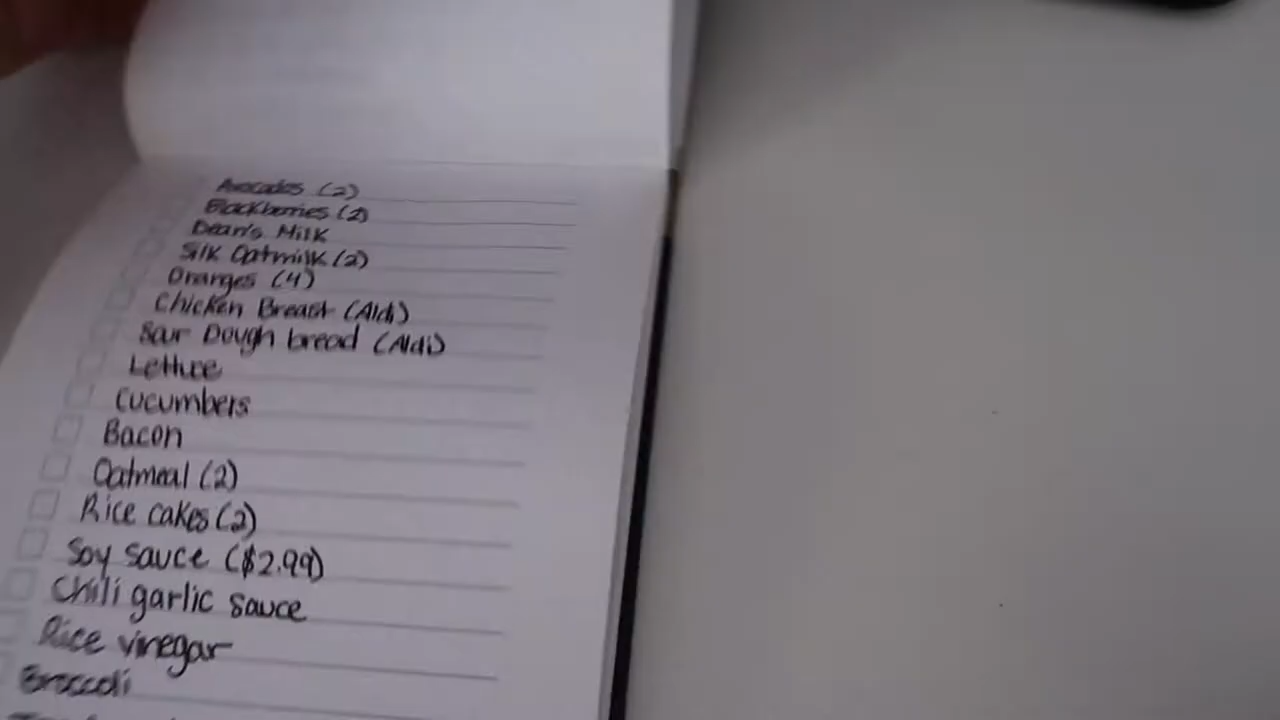 Avocados (2)
Blackberries (2)
Dean's Milk
Silk Oatmilk (2)
Oranges (4)
Chicken Breast (Aldi)
Sour Dough bread (Aldi)
Lettuce
Cucumbers
Bacon
Oatmeal (2)
Rice cakes (2)
Soy sauce ($2.99)
Chili garlic sauce
Rice vinegar
Broccoli